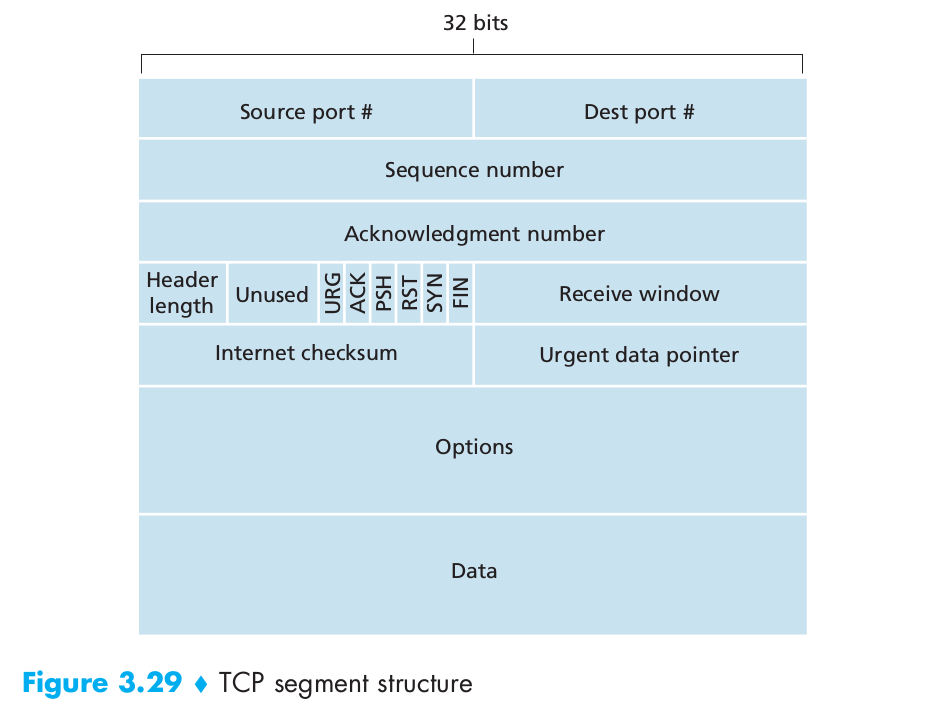 32 bits
Source port #
Dest port #
Sequence number
Acknowledgment number
Header
length
Unused
URG
ACK
PSH
RST
SYN
FIN
Receive window
Internet checksum
Urgent data pointer
Options
Data
Figure 3.29 ♦ TCP segment structure